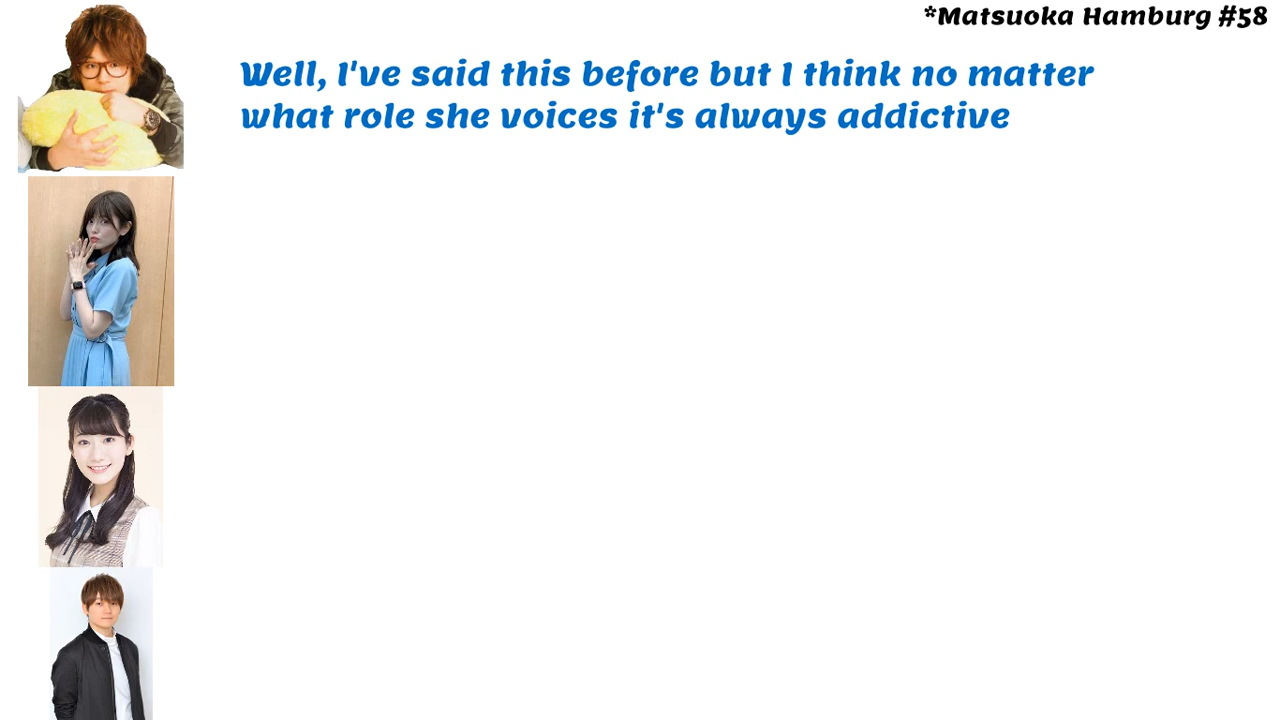 *Matsuoka Hamburg #58
Well, I've said this before but I think no matter
what role she voices it's always addictive